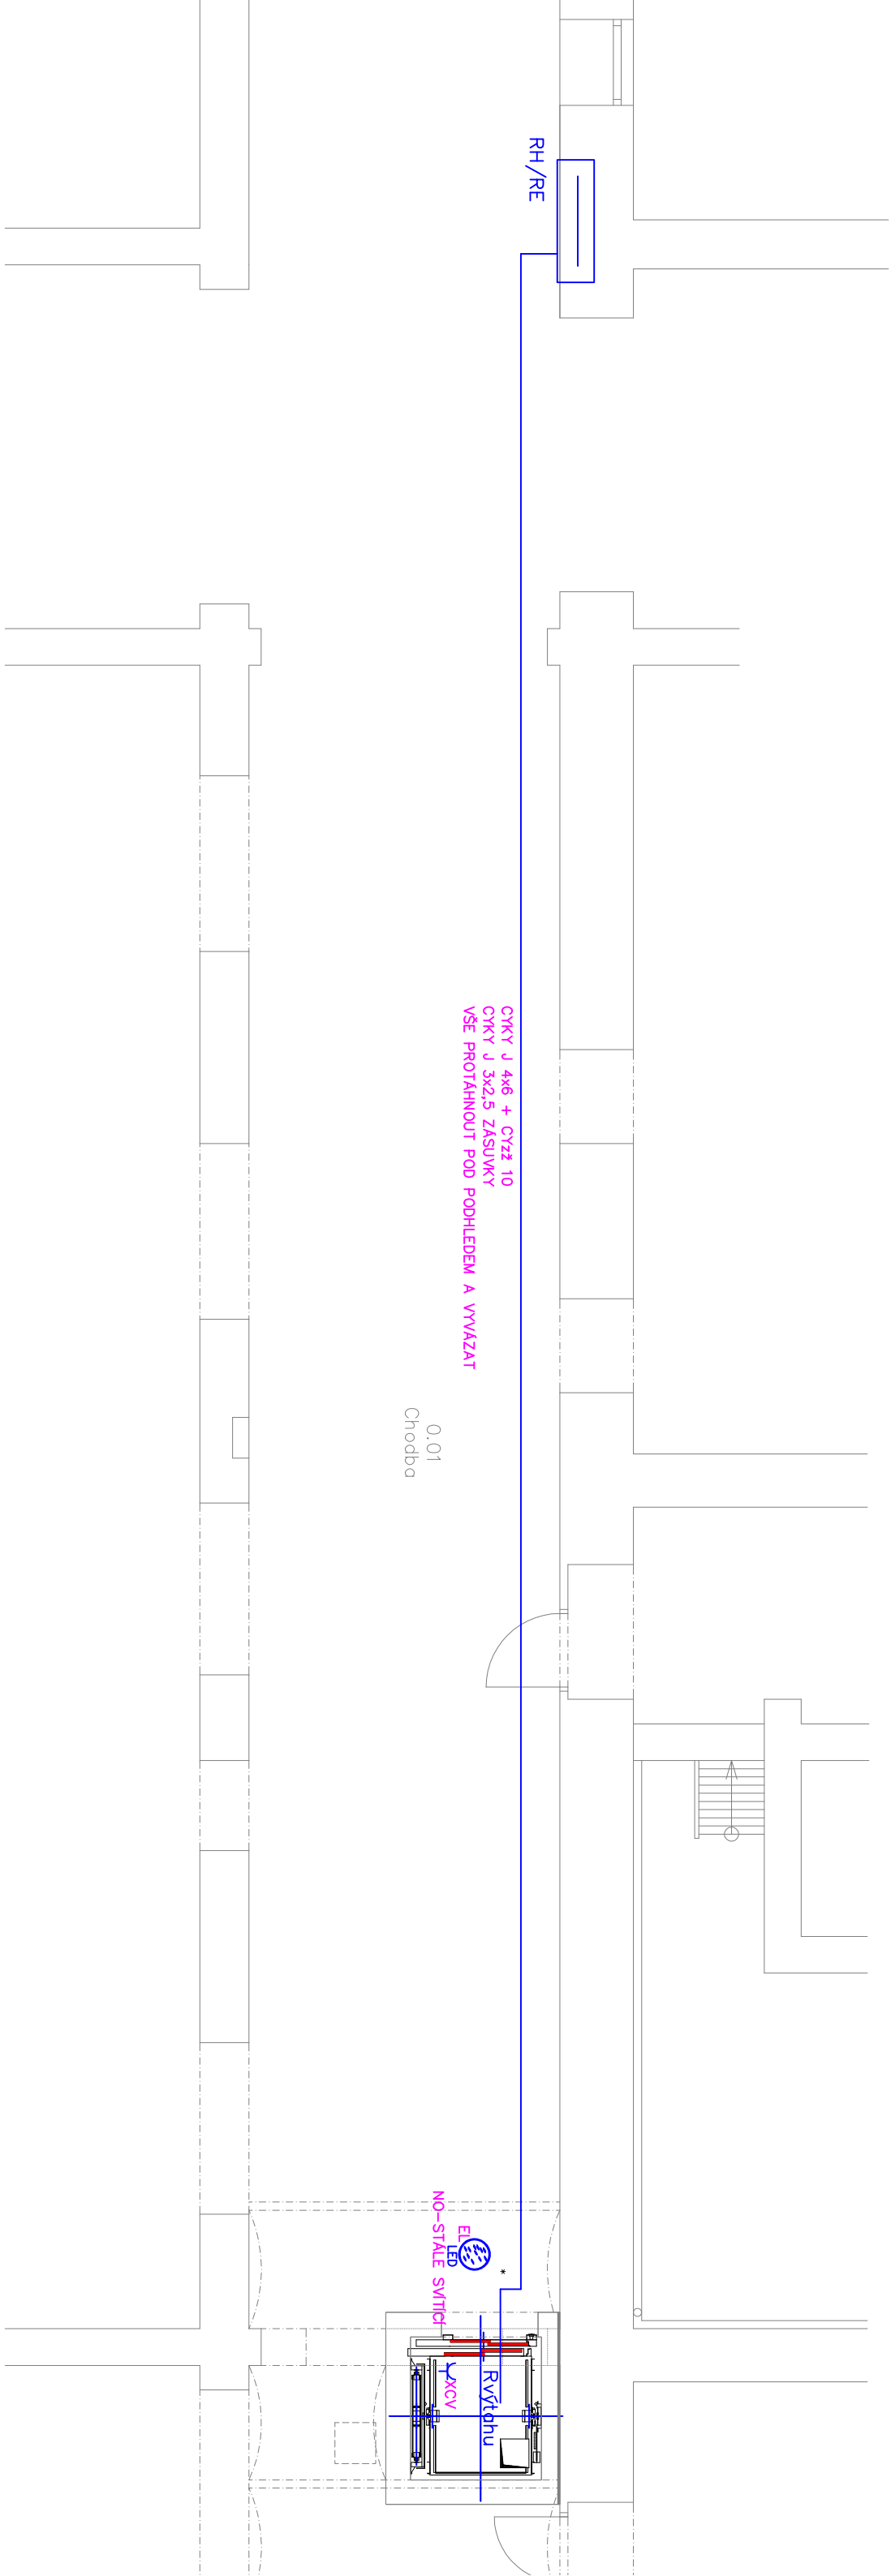 RH/RE
CYKY J 4x6 + CYzž 10
CYKY J 3x2,5 ZÁSUVKY
VŠE PROTÁHNOUT POD PODHLEDEM A VYVÁZAT
0.01
Chodba
*
EL
LED
NO-STÁLE SVÍTÍCÍ
Rvýtahu
XCV